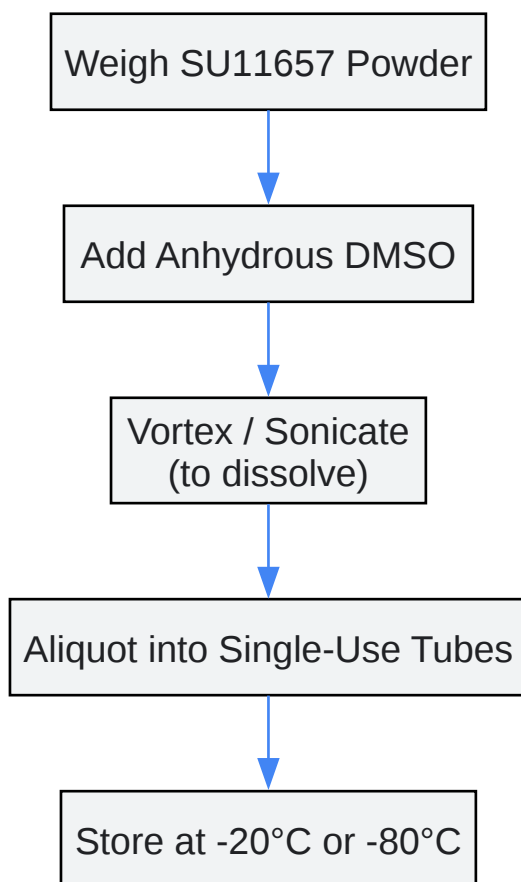 Weigh SU11657 Powder
Add Anhydrous DMSO
Vortex / Sonicate
(to dissolve)
Aliquot into Single-Use Tubes
Store at -20°C or -80°C